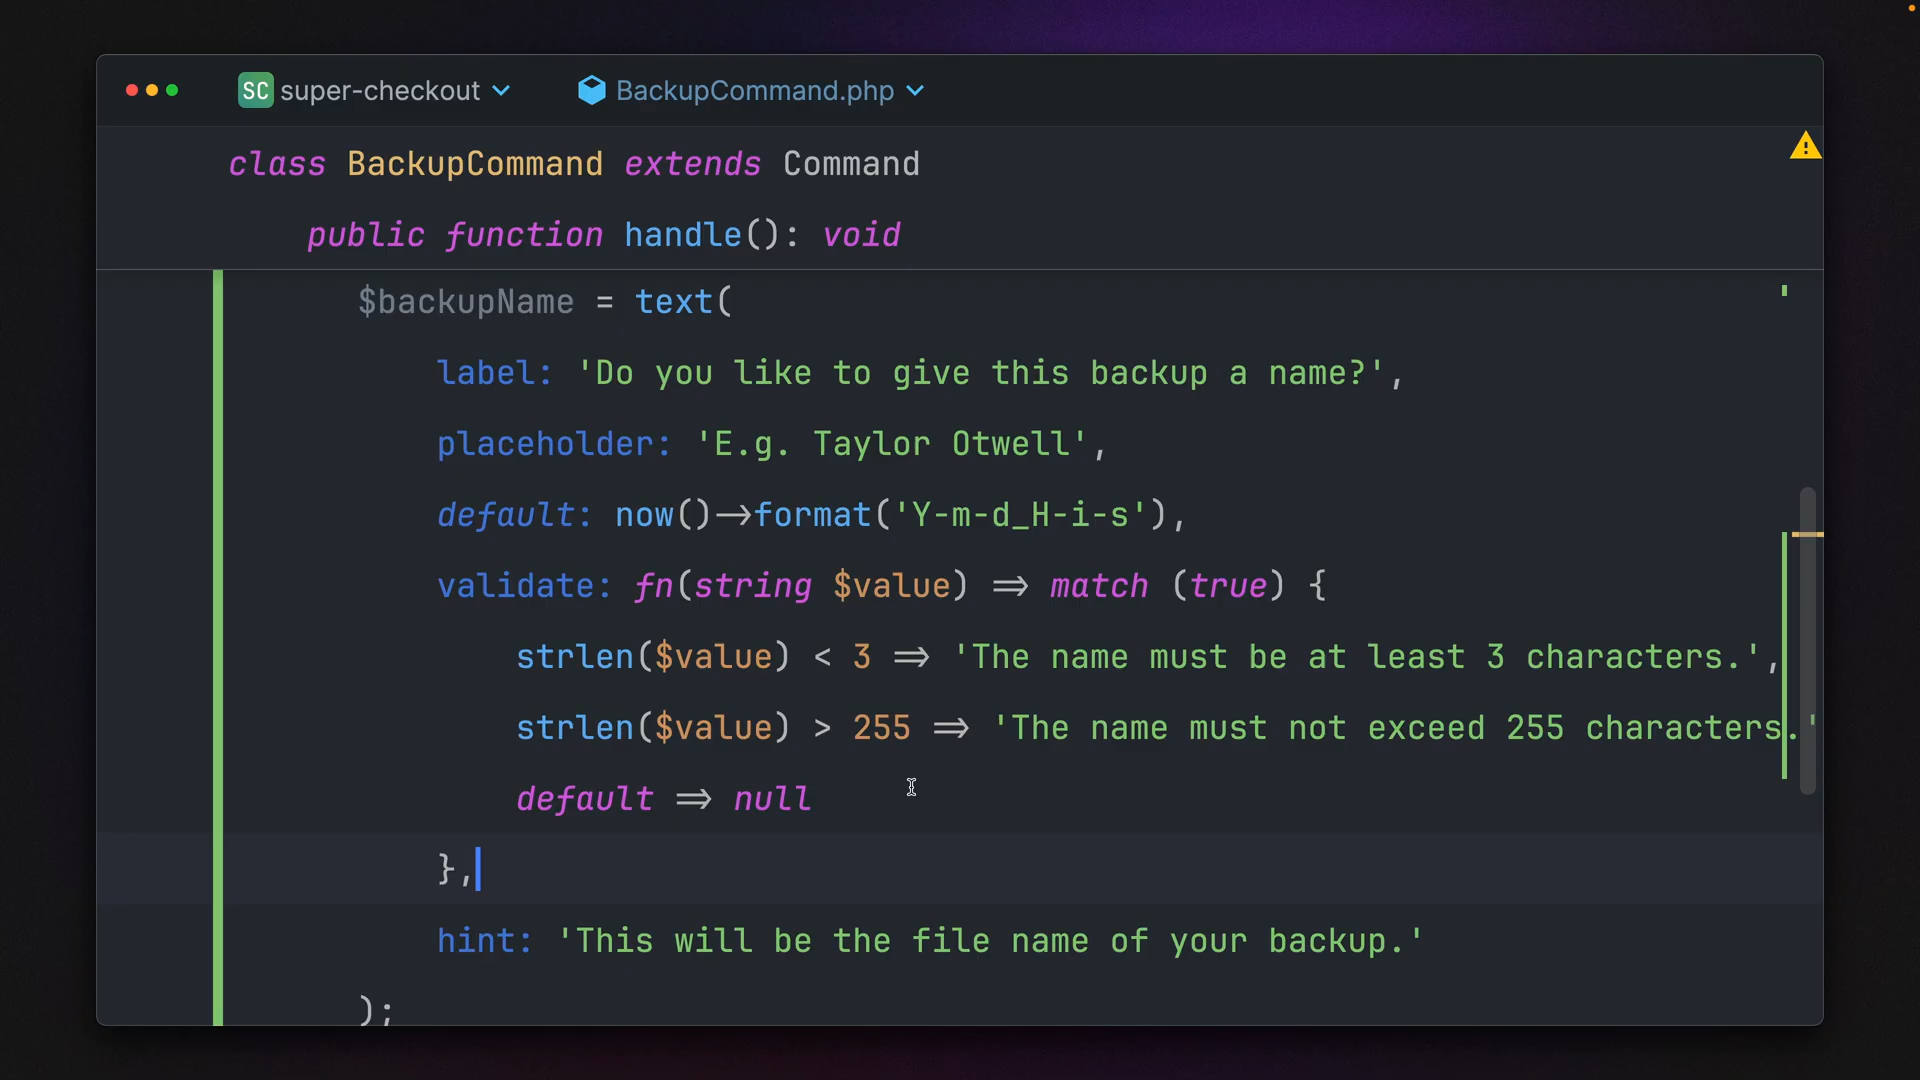 SC super-checkout BackupCommand.php
class BackupCommand extends Command
public function handle(): void
$backupName = text(
label: 'Do you like to give this backup a name?',
placeholder: 'E.g. Taylor Otwell',
default: now()->format('Y-m-d_H-i-s'),
validate: fn(string $value) => match (true) {
strlen($value) < 3 => 'The name must be at least 3 characters.',
strlen($value) > 255 => 'The name must not exceed 255 characters.'
default => null
},
hint: 'This will be the file name of your backup.'
);